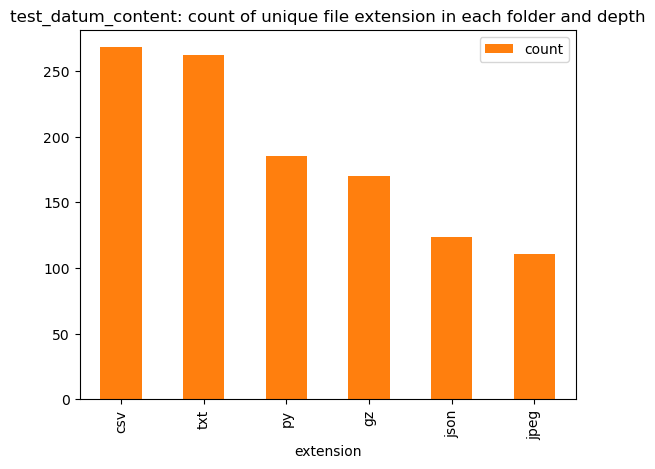 test_datum_content: count of unique file extension in each folder and depth
count
250
200
150
100
50
0
csv
txt
py
gz
json
jpeg
extension